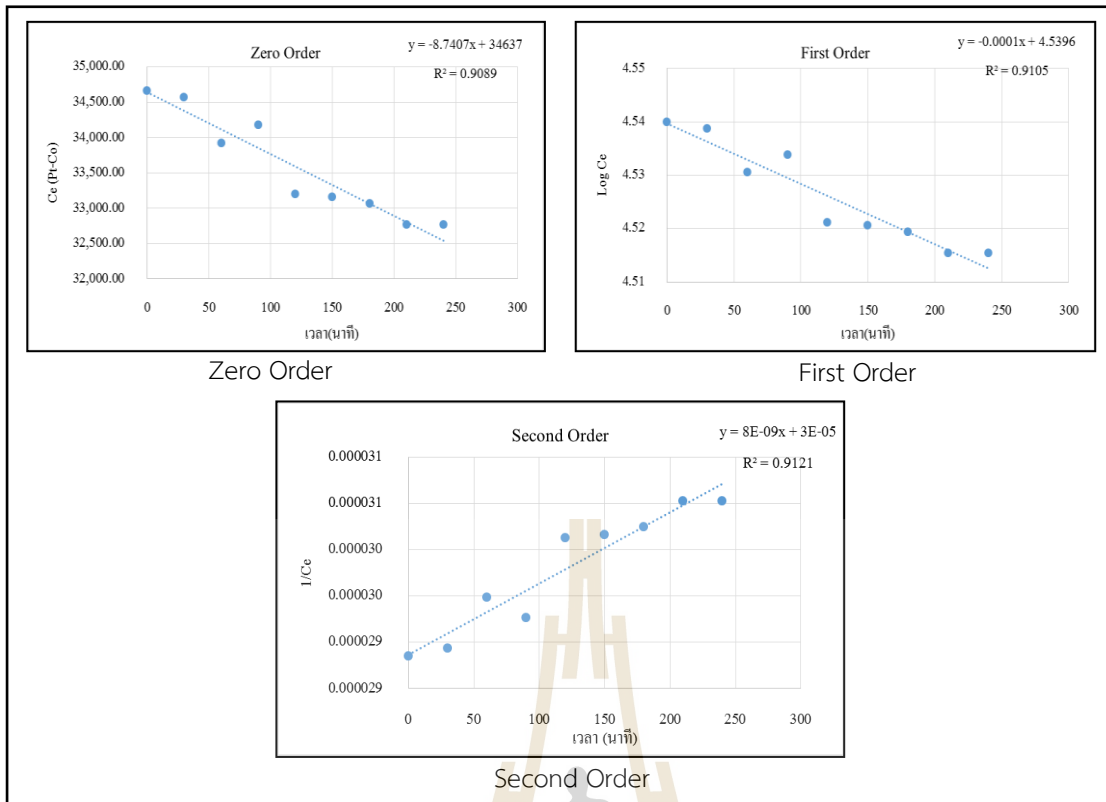 Zero Order
y = -8.7407x + 34637
R² = 0.9089
Ce (Pt-Co)
35,000.00
34,500.00
34,000.00
33,500.00
33,000.00
32,500.00
32,000.00
0 50 100 150 200 250 300
เวลา(นาที)
Zero Order
First Order
y = -0.0001x + 4.5396
R² = 0.9105
Log Ce
4.55
4.54
4.53
4.52
4.51
0 50 100 150 200 250 300
เวลา(นาที)
First Order
Second Order
y = 8E-09x + 3E-05
R² = 0.9121
1/Ce
0.000031
0.000031
0.000030
0.000030
0.000029
0.000029
0 50 100 150 200 250 300
เวลา (นาที)
Second Order